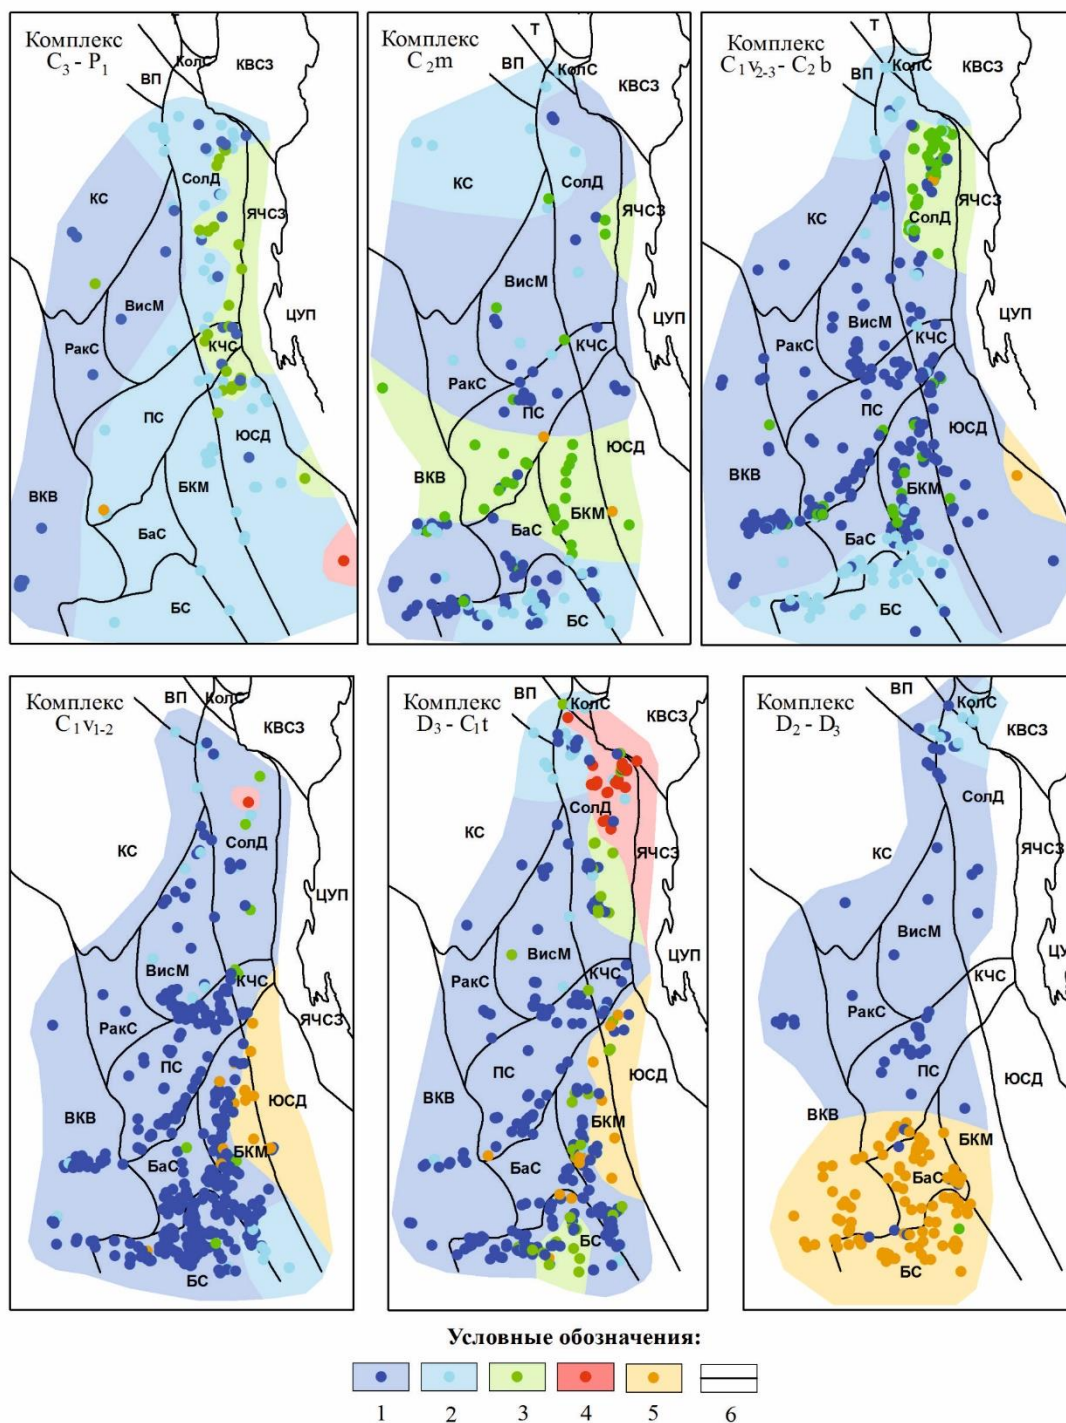 Комплекс
C3 - P1
Т
КолС
ВП
КВСЗ
СолД
КС
ЯЧСЗ
ВисМ
ЦУП
РакС
КЧС
ПС
ЮСД
ВКВ
БКМ
БаС
БС
Комплекс
C2m
Т
ВП
КолС
КВСЗ
КС
СолД
ЯЧСЗ
ВисМ
ЦУП
КЧС
РакС
ПС
ЮСД
ВКВ
БКМ
БаС
БС
Комплекс
C1v2-3 - C2b
Т
КолС
ВП
КВСЗ
КС
ЯЧСЗ
СолД
ВисМ
ЦУП
РакС
КЧС
ПС
ЮСД
ВКВ
БКМ
БаС
БС
Комплекс
C1v1-2
ВП
КолС
КВСЗ
СолД
КС
ЦУП
ВисМ
КЧС
РакС
ЯЧСЗ
ПС
ЮСД
ВКВ
БКМ
БаС
БС
Комплекс
D3 - C1t
ВП
КолС
КВСЗ
СолД
КС
ЯЧСЗ
ВисМ
ЦУП
РакС
КЧС
ПС
ЮСД
ВКВ
БКМ
БаС
БС
Комплекс
D2 - D3
ВП
КолС
КВСЗ
СолД
КС
ЯЧСЗ
ВисМ
ЦУ
КЧС
РакС
ПС
ЮСД
ВКВ
БКМ
БаС
БС
Условные обозначения:
1 2 3 4 5 6